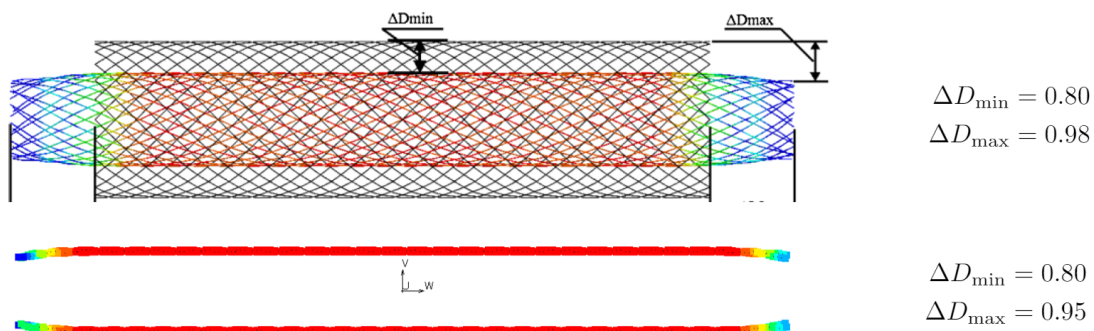 ΔDmin
ΔDmax
ΔD_min = 0.80
ΔD_max = 0.98
V
U W
ΔD_min = 0.80
ΔD_max = 0.95